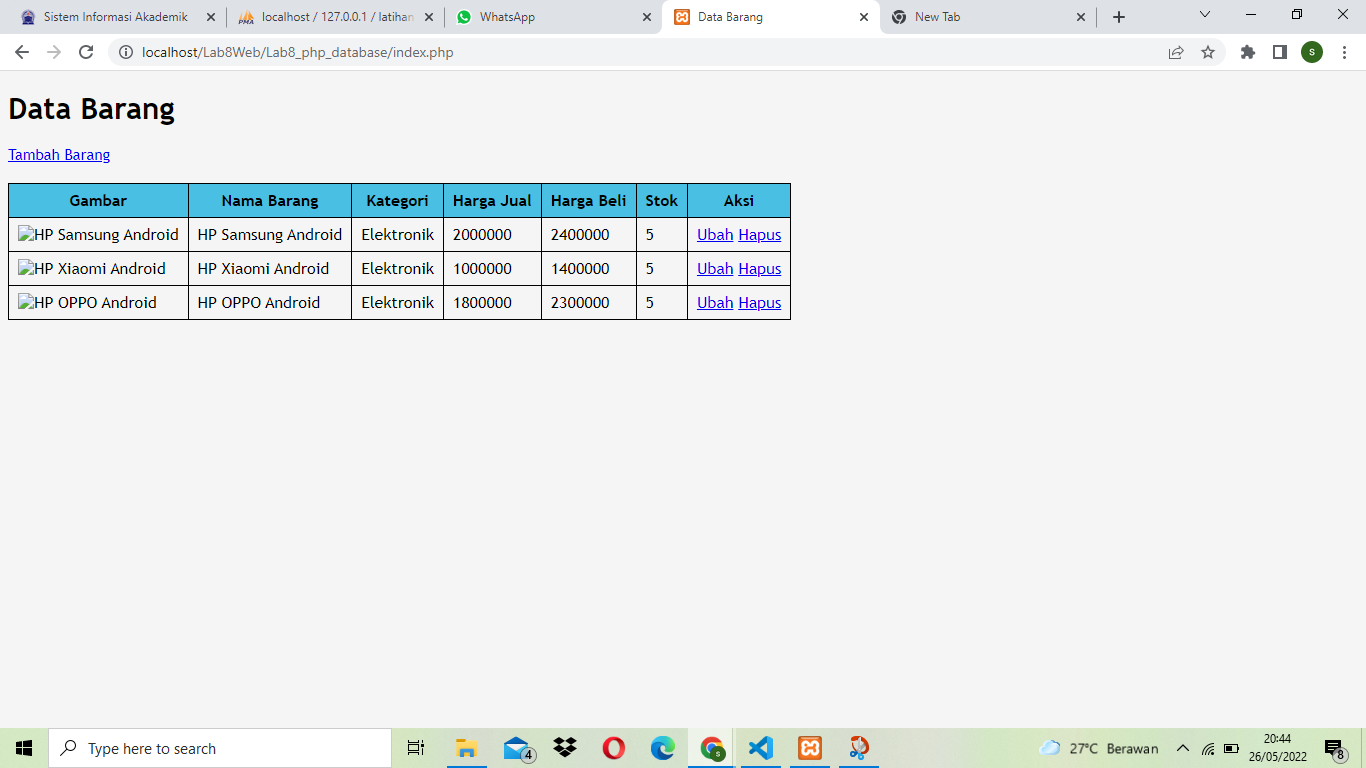 Sistem Informasi Akademik
localhost / 127.0.0.1 / latihan
WhatsApp
Data Barang
New Tab
localhost/Lab8Web/Lab8_php_database/index.php
S
Data Barang
Tambah Barang
Gambar Nama Barang Kategori Harga Jual Harga Beli Stok Aksi
HP Samsung Android HP Samsung Android Elektronik 2000000 2400000 5 Ubah Hapus
HP Xiaomi Android HP Xiaomi Android Elektronik 1000000 1400000 5 Ubah Hapus
HP OPPO Android HP OPPO Android Elektronik 1800000 2300000 5 Ubah Hapus
Type here to search
4
S
27°C Berawan
20:44
26/05/2022
8